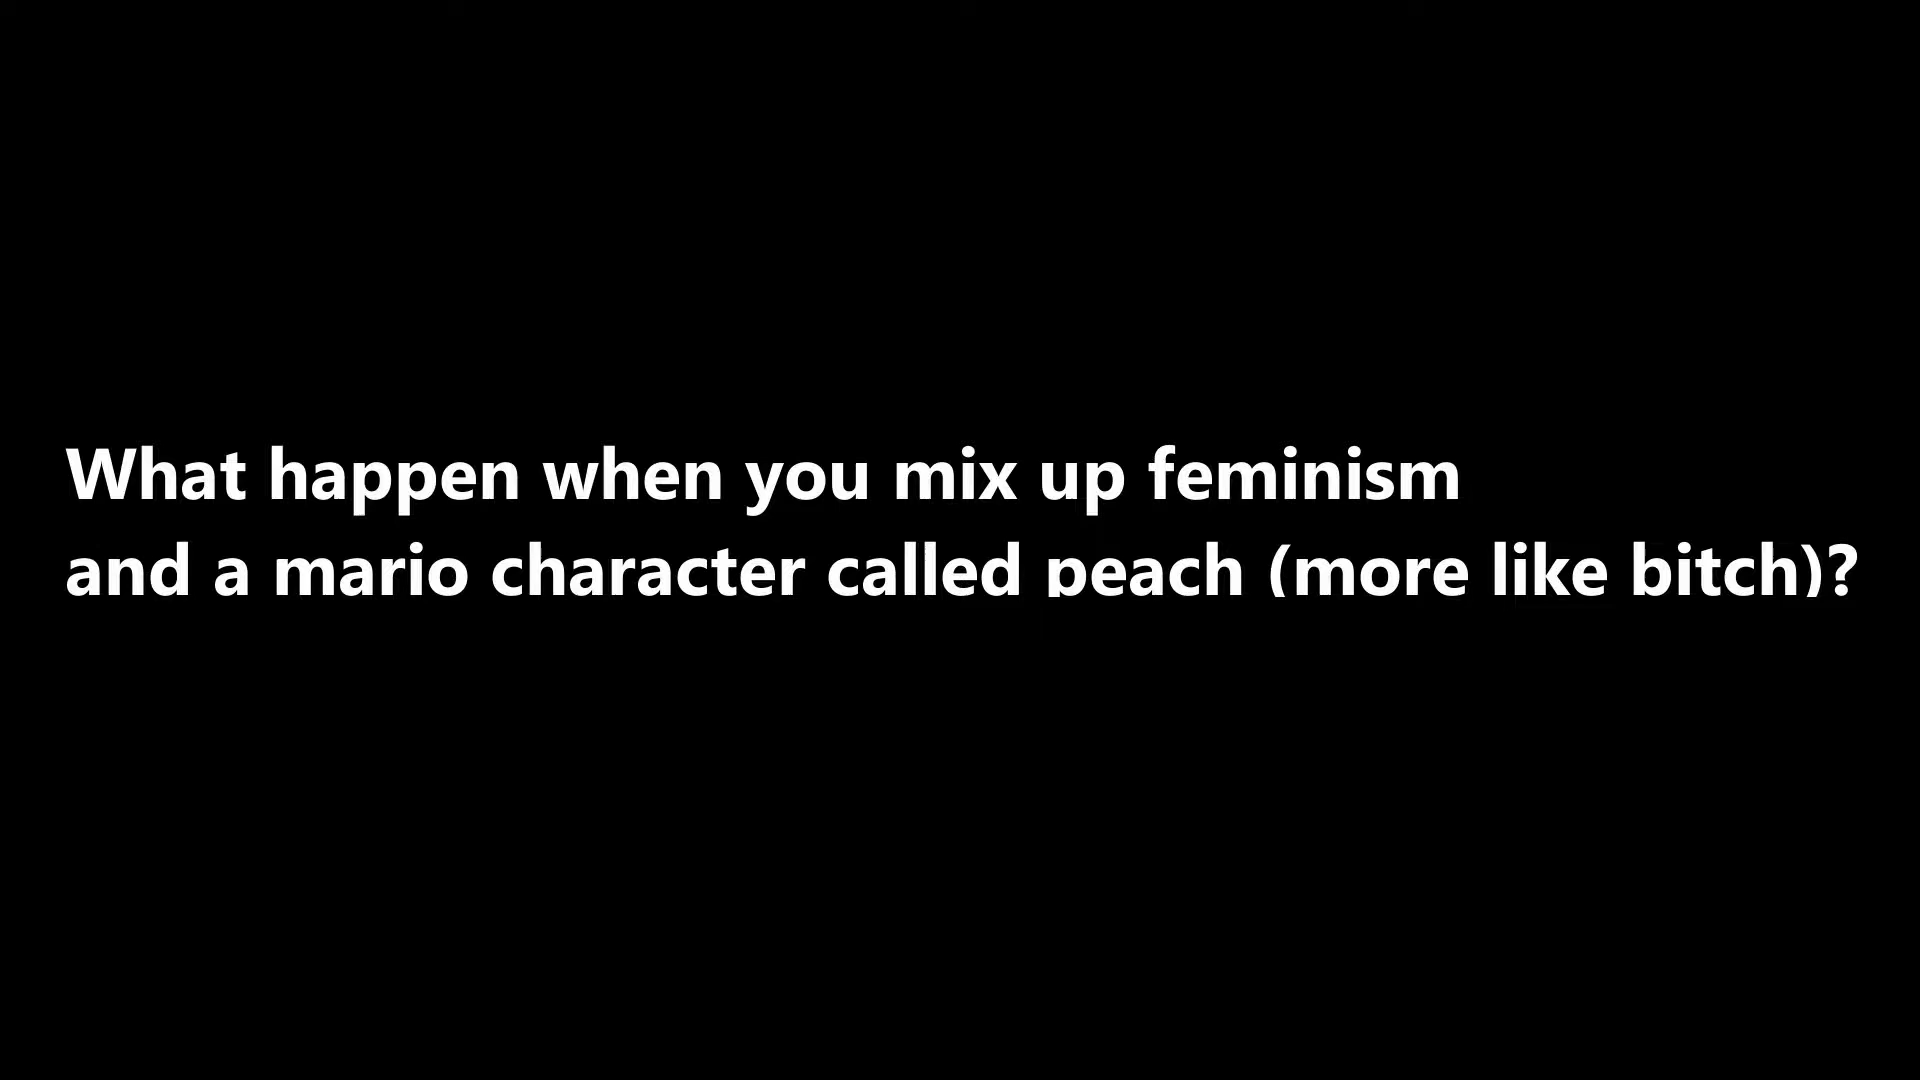 What happen when you mix up feminism
and a mario character called peach (more like bitch)?